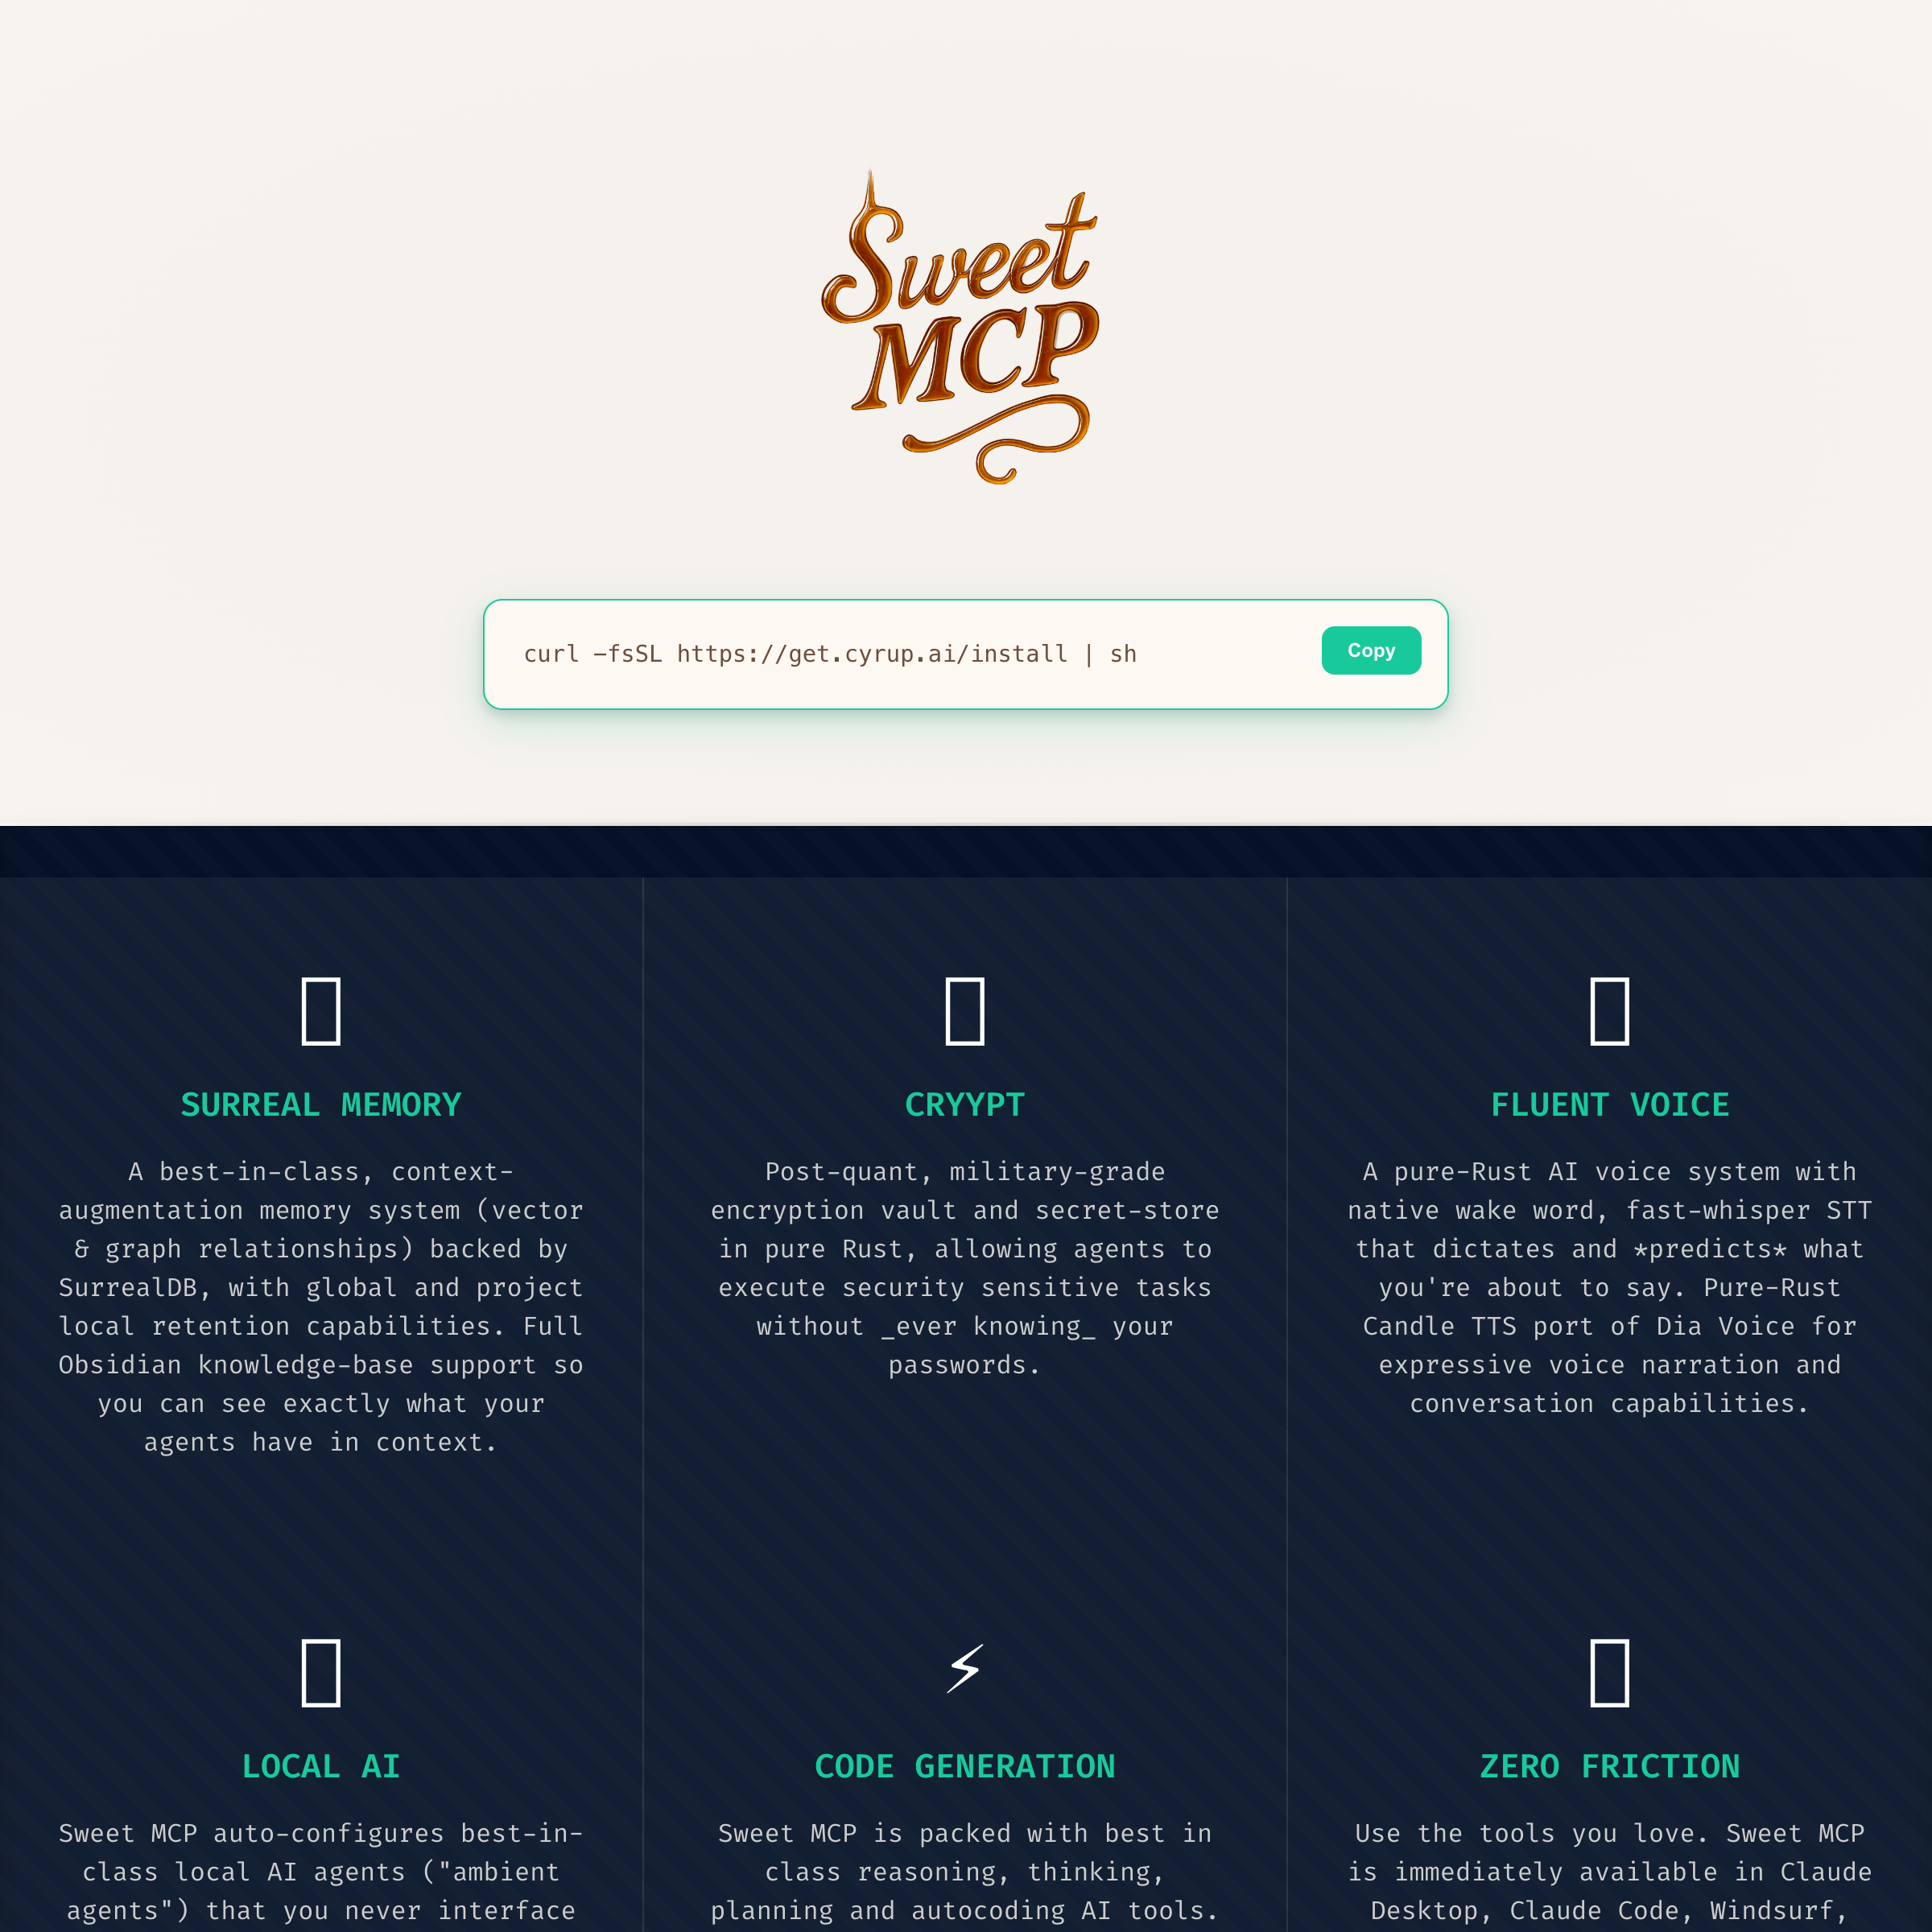 Sweet
MCP
curl -fsSL https://get.cyrup.ai/install | sh
Copy
SURREAL MEMORY
A best-in-class, context-
augmentation memory system (vector
& graph relationships) backed by
SurrealDB, with global and project
local retention capabilities. Full
Obsidian knowledge-base support so
you can see exactly what your
agents have in context.
CRYYPT
Post-quant, military-grade
encryption vault and secret-store
in pure Rust, allowing agents to
execute security sensitive tasks
without _ever knowing_ your
passwords.
FLUENT VOICE
A pure-Rust AI voice system with
native wake word, fast-whisper STT
that dictates and *predicts* what
you're about to say. Pure-Rust
Candle TTS port of Dia Voice for
expressive voice narration and
conversation capabilities.
LOCAL AI
Sweet MCP auto-configures best-in-
class local AI agents ("ambient
agents") that you never interface
CODE GENERATION
Sweet MCP is packed with best in
class reasoning, thinking,
planning and autocoding AI tools.
ZERO FRICTION
Use the tools you love. Sweet MCP
is immediately available in Claude
Desktop, Claude Code, Windsurf,